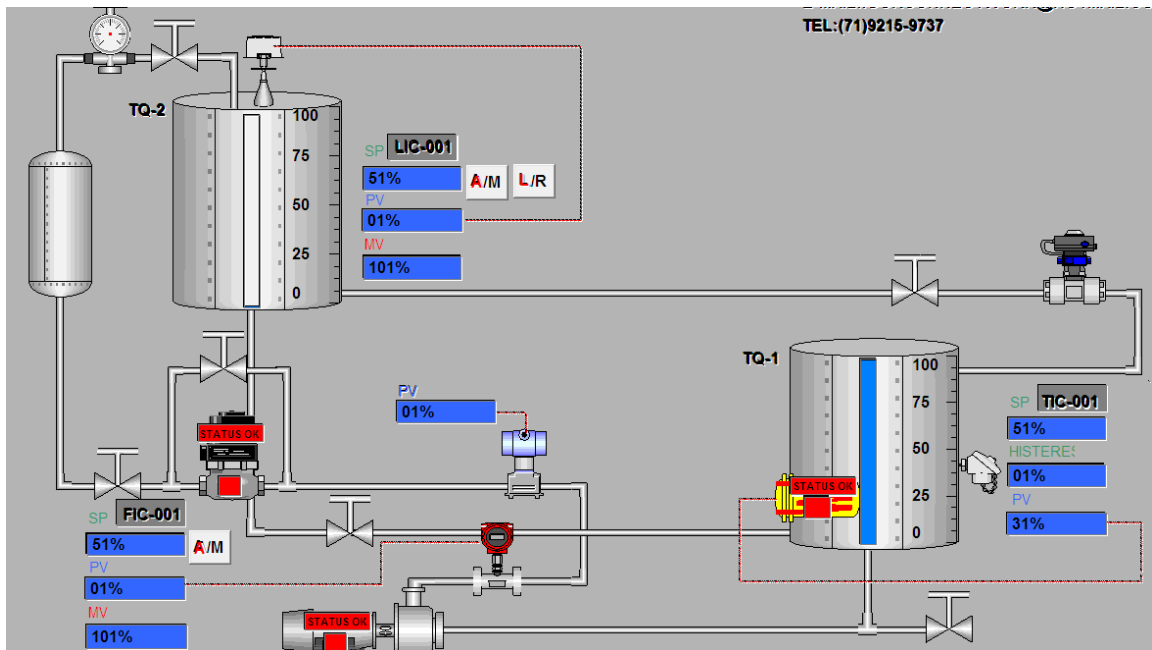 TEL:(71)9215-9737
TQ-2
100
75
50
25
0
SP LIC-001
51% A/M L/R
PV
01%
MV
101%
TQ-1
100
75
50
25
0
SP TIC-001
51%
HISTERES
01%
PV
31%
PV
01%
STATUS OK
STATUS OK
SP FIC-001
51% A/M
PV
01%
MV
101%
STATUS OK